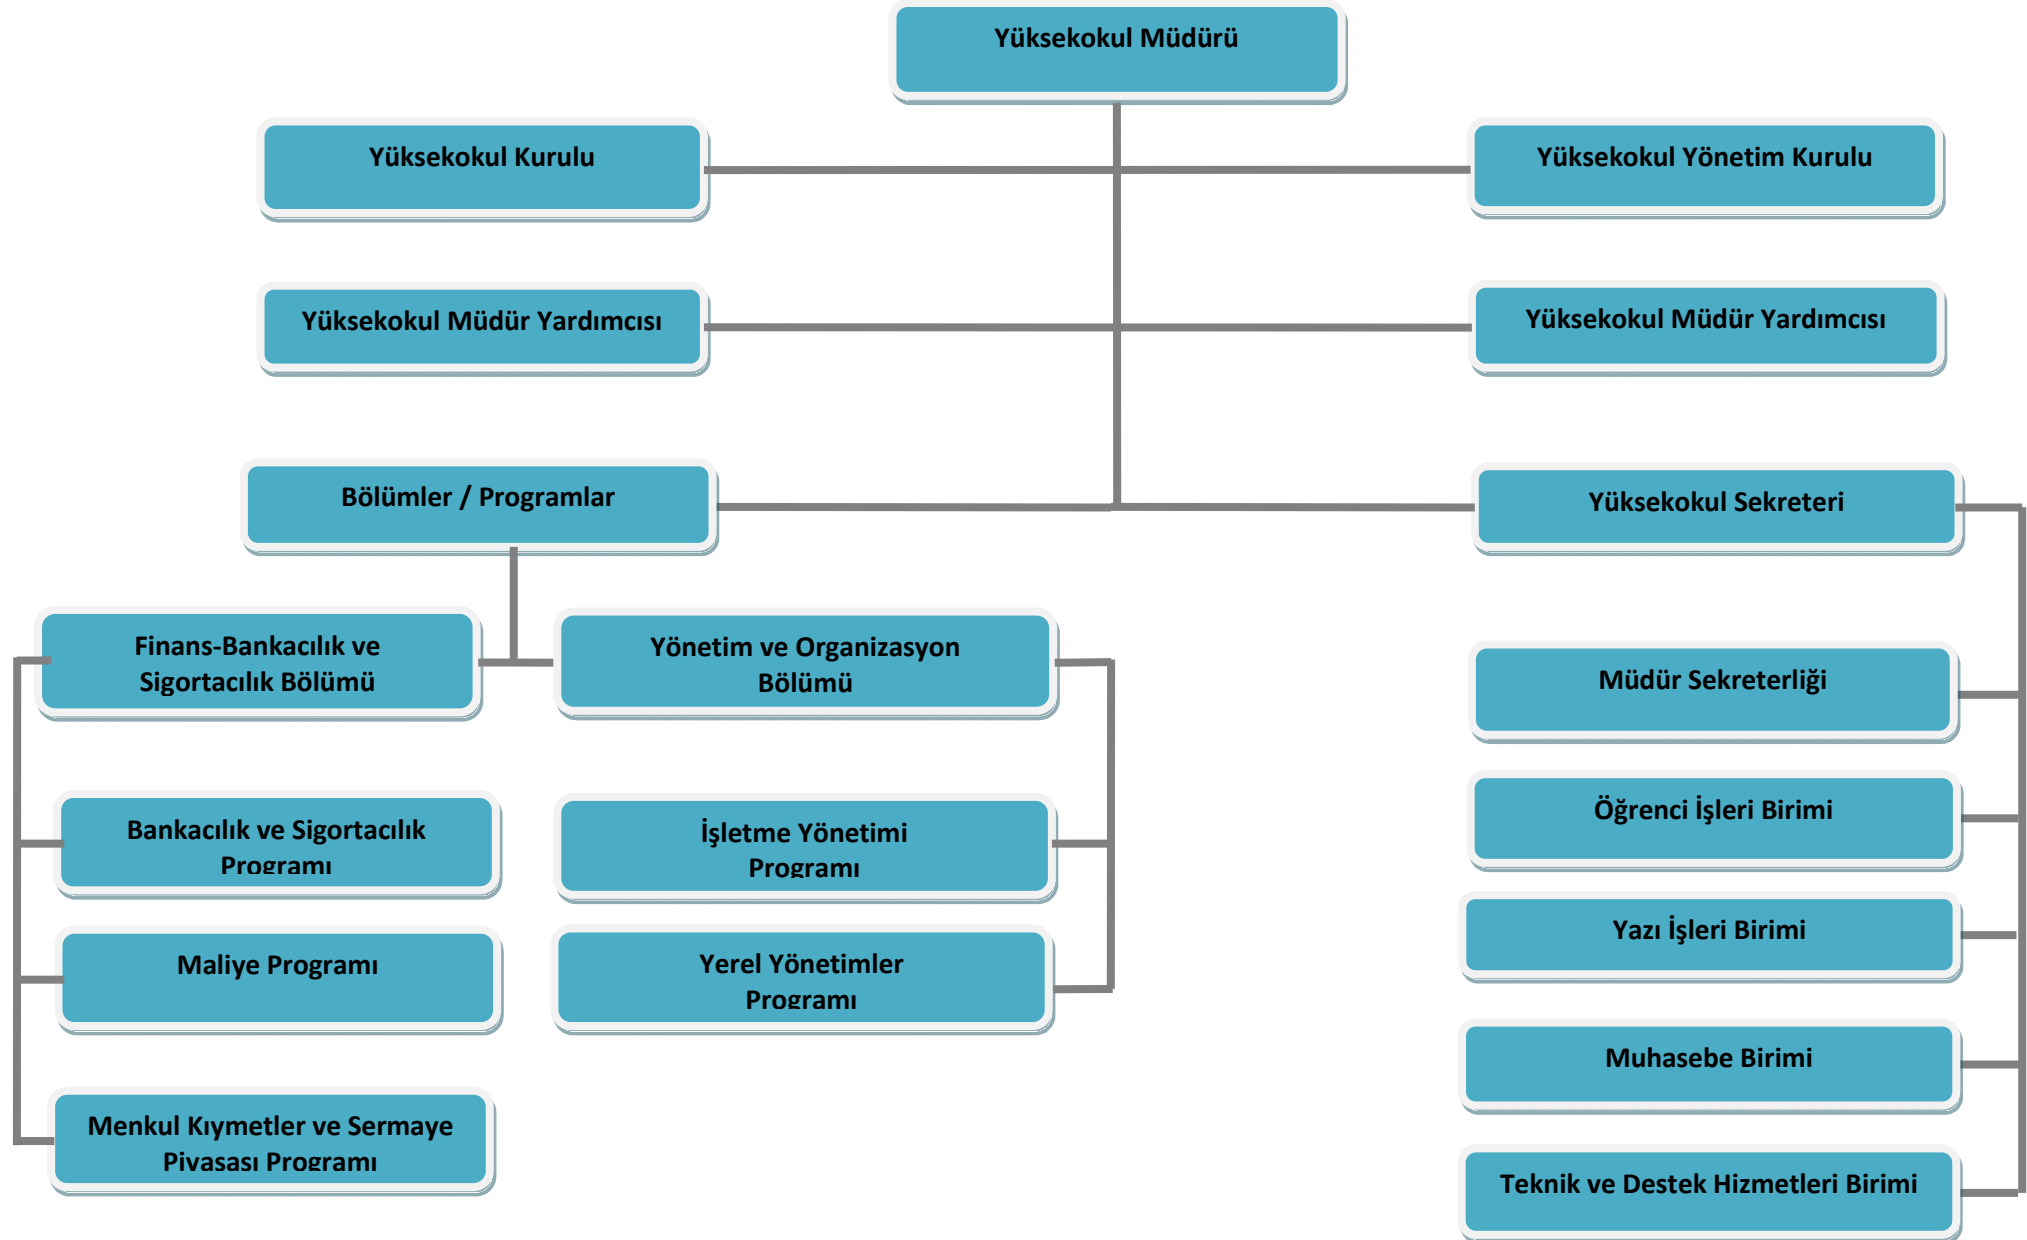 Yüksekokul Müdürü
Yüksekokul Kurulu
Yüksekokul Yönetim Kurulu
Yüksekokul Müdür Yardımcısı
Yüksekokul Müdür Yardımcısı
Bölümler / Programlar
Yüksekokul Sekreteri
Finans-Bankacılık ve
Sigortacılık Bölümü
Yönetim ve Organizasyon
Bölümü
Bankacılık ve Sigortacılık
Programı
İşletme Yönetimi
Programı
Maliye Programı
Yerel Yönetimler
Programı
Menkul Kıymetler ve Sermaye
Piyasası Programı
Müdür Sekreterliği
Öğrenci İşleri Birimi
Yazı İşleri Birimi
Muhasebe Birimi
Teknik ve Destek Hizmetleri Birimi